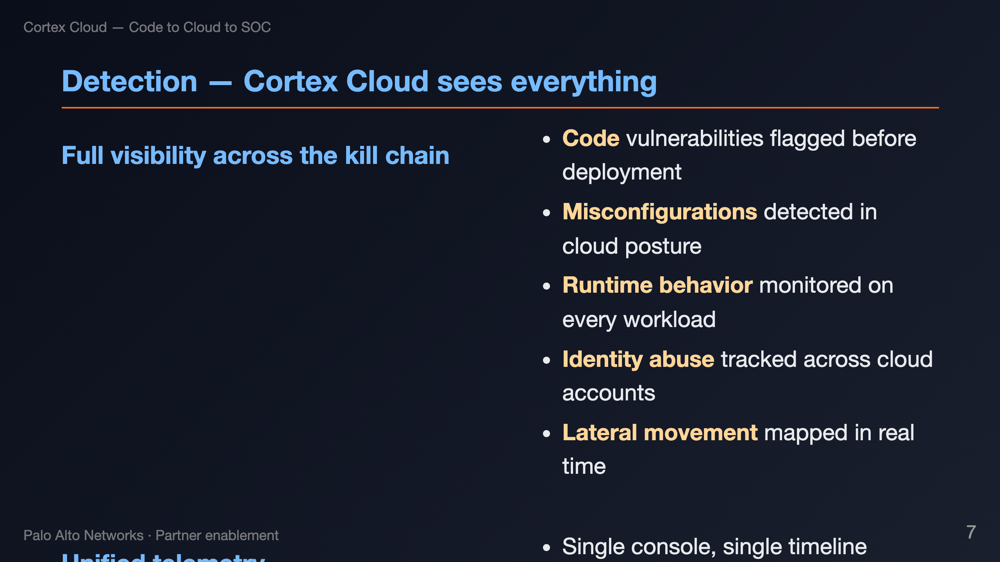 Cortex Cloud — Code to Cloud to SOC
Detection — Cortex Cloud sees everything
Full visibility across the kill chain
• Code vulnerabilities flagged before
deployment
• Misconfigurations detected in
cloud posture
• Runtime behavior monitored on
every workload
• Identity abuse tracked across cloud
accounts
• Lateral movement mapped in real
time
Palo Alto Networks · Partner enablement
7
Unified telemetry
• Single console, single timeline